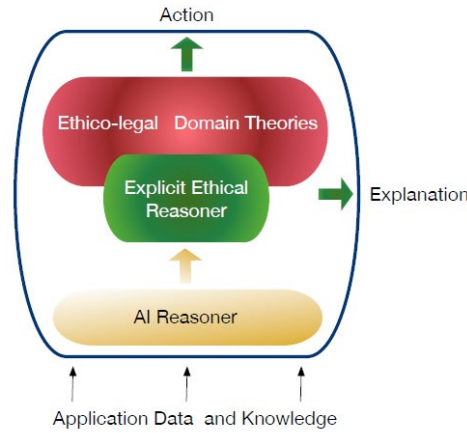 Action
Ethico-legal Domain Theories
Explicit Ethical
Reasoner
Explanation
AI Reasoner
Application Data and Knowledge